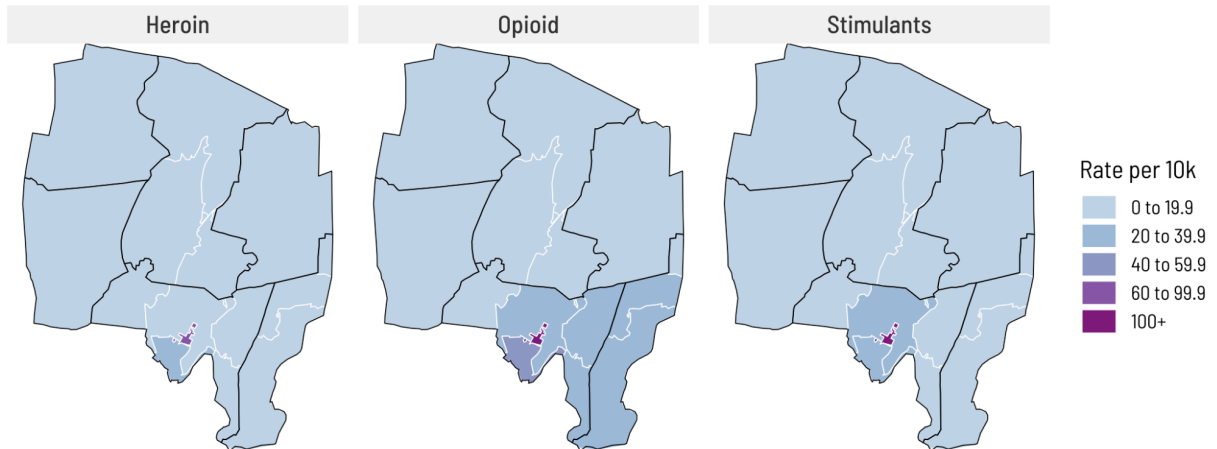 Heroin
Opioid
Stimulants
Rate per 10k
0 to 19.9
20 to 39.9
40 to 59.9
60 to 99.9
100+